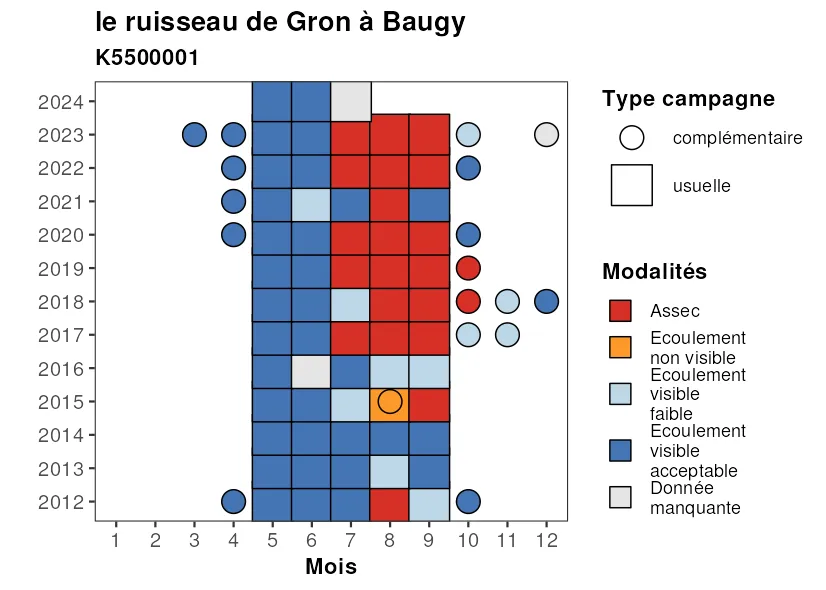 le ruisseau de Gron à Baugy
K5500001
2024
2023
2022
2021
2020
2019
2018
2017
2016
2015
2014
2013
2012
1 2 3 4 5 6 7 8 9 10 11 12
Mois
Type campagne
complémentaire
usuelle
Modalités
Assec
Ecoulement
non visible
Ecoulement
visible
faible
Ecoulement
visible
acceptable
Donnée
manquante